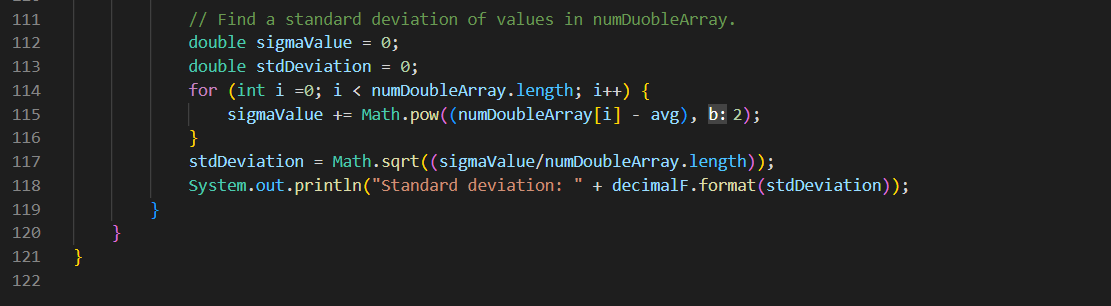 111 // Find a standard deviation of values in numDuobleArray.
112 double sigmaValue = 0;
113 double stdDeviation = 0;
114 for (int i =0; i < numDoubleArray.length; i++) {
115 sigmaValue += Math.pow((numDoubleArray[i] - avg), b: 2);
116 }
117 stdDeviation = Math.sqrt((sigmaValue/numDoubleArray.length));
118 System.out.println("Standard deviation: " + decimalF.format(stdDeviation));
119 }
120 }
121 }
122